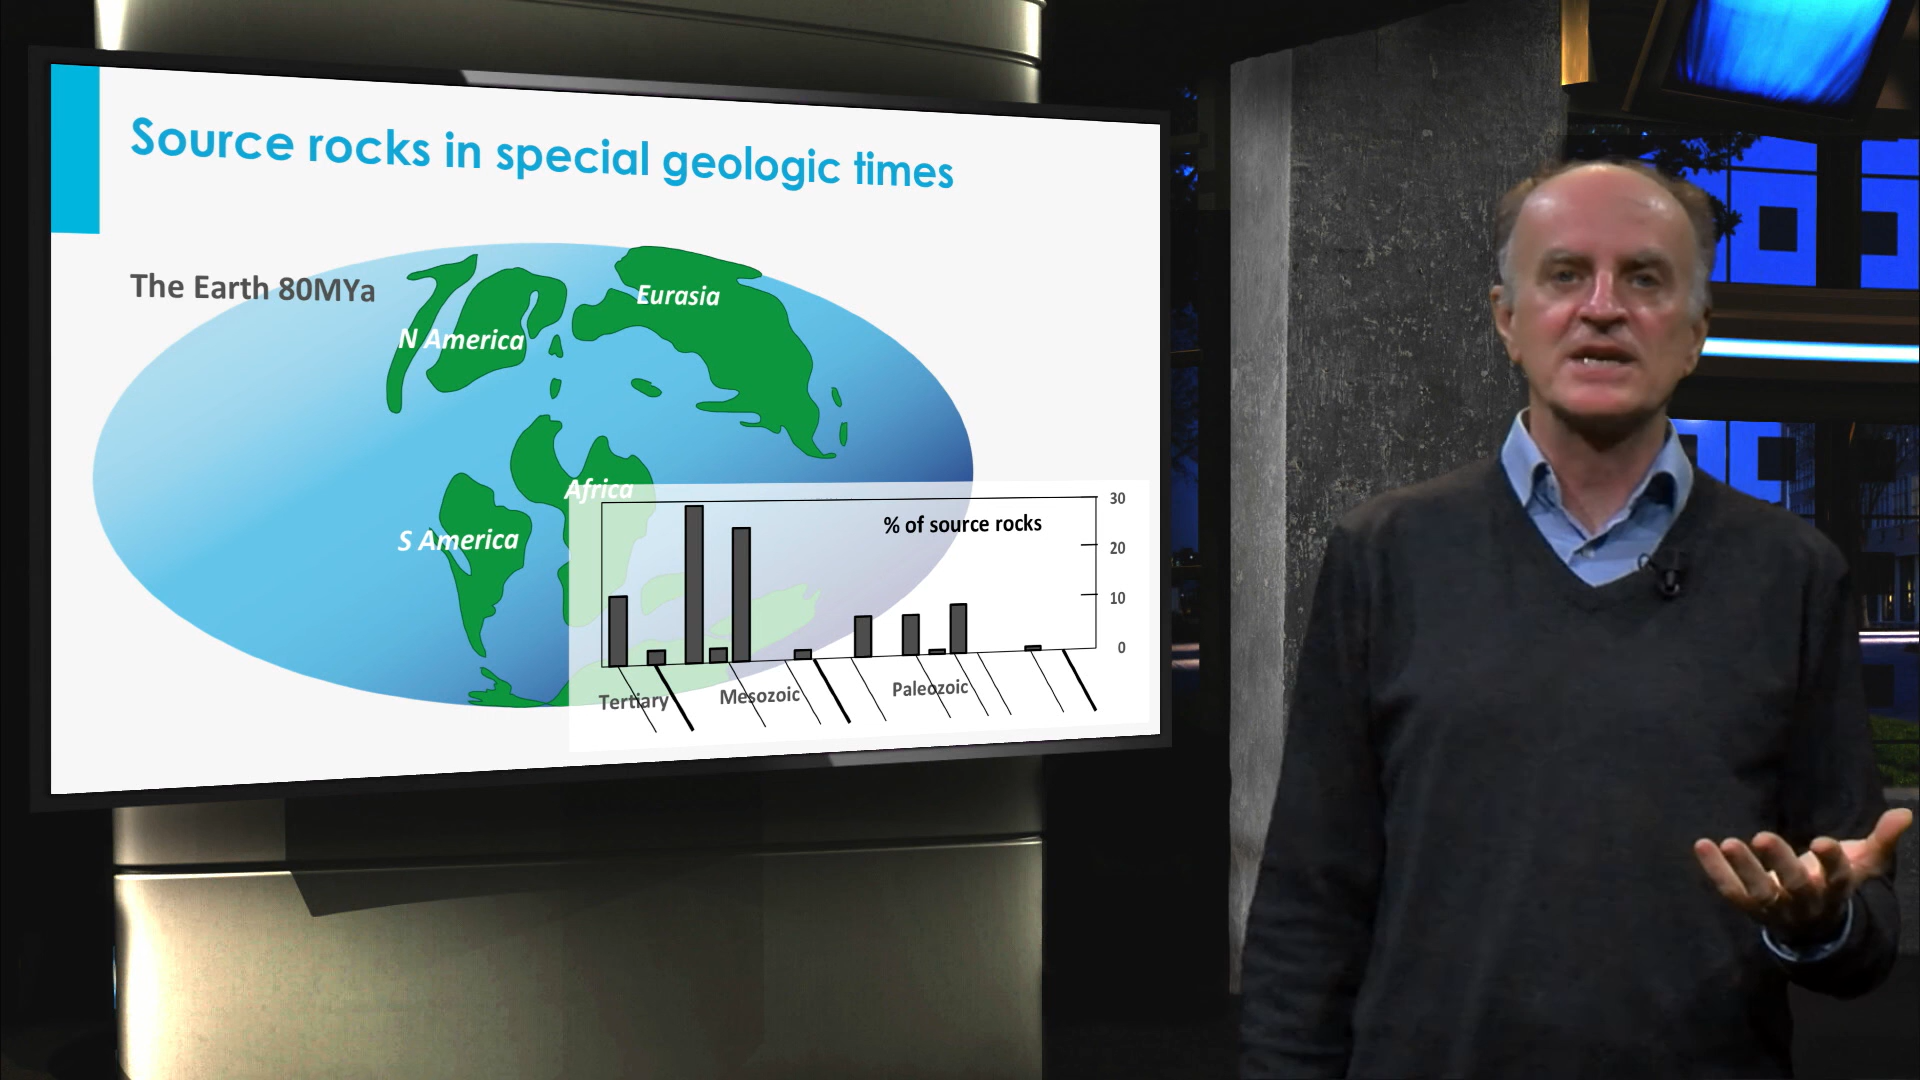 Source rocks in special geologic times
The Earth 80MYa
Eurasia
N America
Africa
S America
% of source rocks
30
20
10
0
Tertiary
Mesozoic
Paleozoic